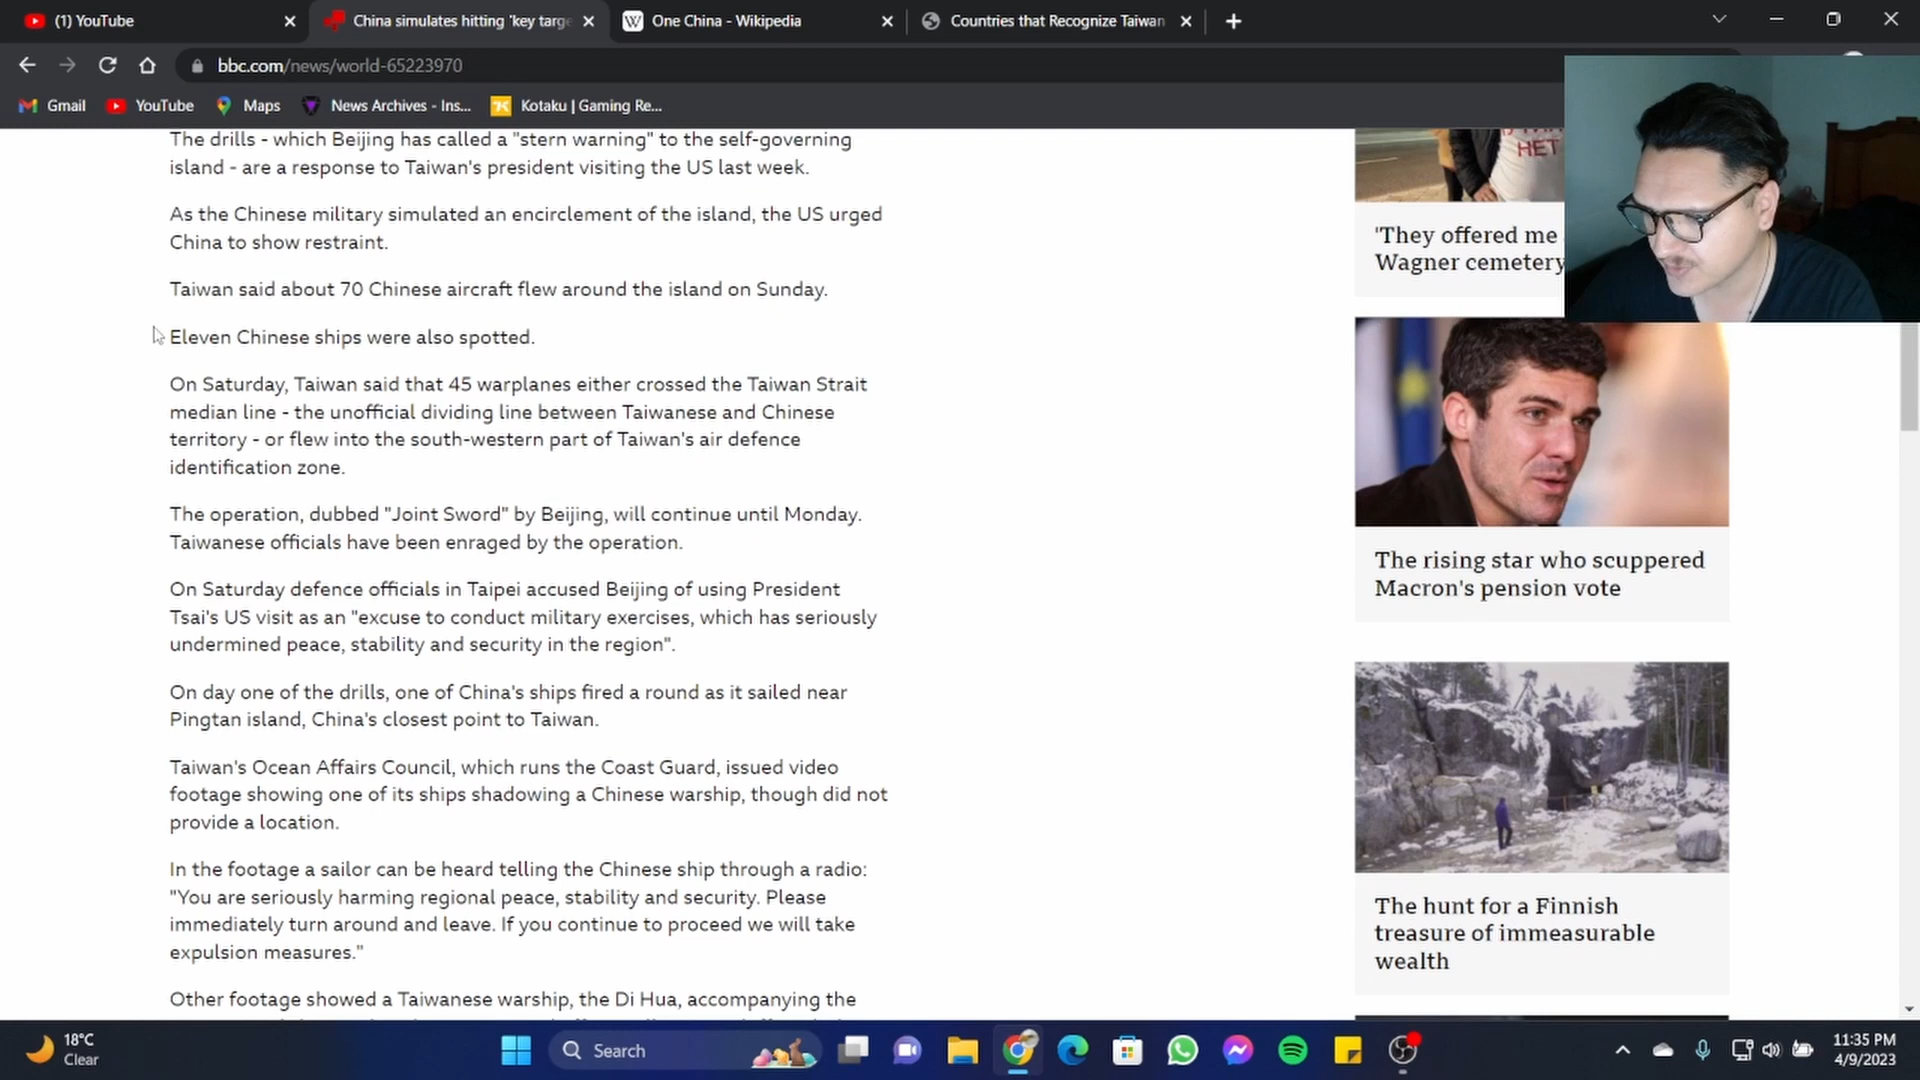 (1) YouTube
China simulates hitting 'key targe
One China - Wikipedia
Countries that Recognize Taiwan
bbc.com/news/world-65223970
Gmail
YouTube
Maps
News Archives - Ins...
Kotaku | Gaming Re...
The drills - which Beijing has called a "stern warning" to the self-governing
island - are a response to Taiwan's president visiting the US last week.
As the Chinese military simulated an encirclement of the island, the US urged
China to show restraint.
Taiwan said about 70 Chinese aircraft flew around the island on Sunday.
Eleven Chinese ships were also spotted.
On Saturday, Taiwan said that 45 warplanes either crossed the Taiwan Strait
median line - the unofficial dividing line between Taiwanese and Chinese
territory - or flew into the south-western part of Taiwan's air defence
identification zone.
The operation, dubbed "Joint Sword" by Beijing, will continue until Monday.
Taiwanese officials have been enraged by the operation.
On Saturday defence officials in Taipei accused Beijing of using President
Tsai's US visit as an "excuse to conduct military exercises, which has seriously
undermined peace, stability and security in the region".
On day one of the drills, one of China's ships fired a round as it sailed near
Pingtan island, China's closest point to Taiwan.
Taiwan's Ocean Affairs Council, which runs the Coast Guard, issued video
footage showing one of its ships shadowing a Chinese warship, though did not
provide a location.
In the footage a sailor can be heard telling the Chinese ship through a radio:
"You are seriously harming regional peace, stability and security. Please
immediately turn around and leave. If you continue to proceed we will take
expulsion measures."
Other footage showed a Taiwanese warship, the Di Hua, accompanying the
НЕТ
'They offered me
Wagner cemetery
The rising star who scuppered
Macron's pension vote
The hunt for a Finnish
treasure of immeasurable
wealth
18°C
Clear
Search
11:35 PM
4/9/2023